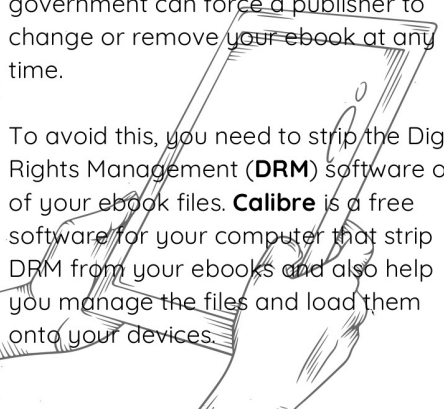 government can force a publisher to
change or remove your ebook at any
time.
To avoid this, you need to strip the Dig
Rights Management (DRM) software o
of your ebook files. Calibre is a free
software for your computer that strip
DRM from your ebooks and also help
you manage the files and load them
onto your devices.